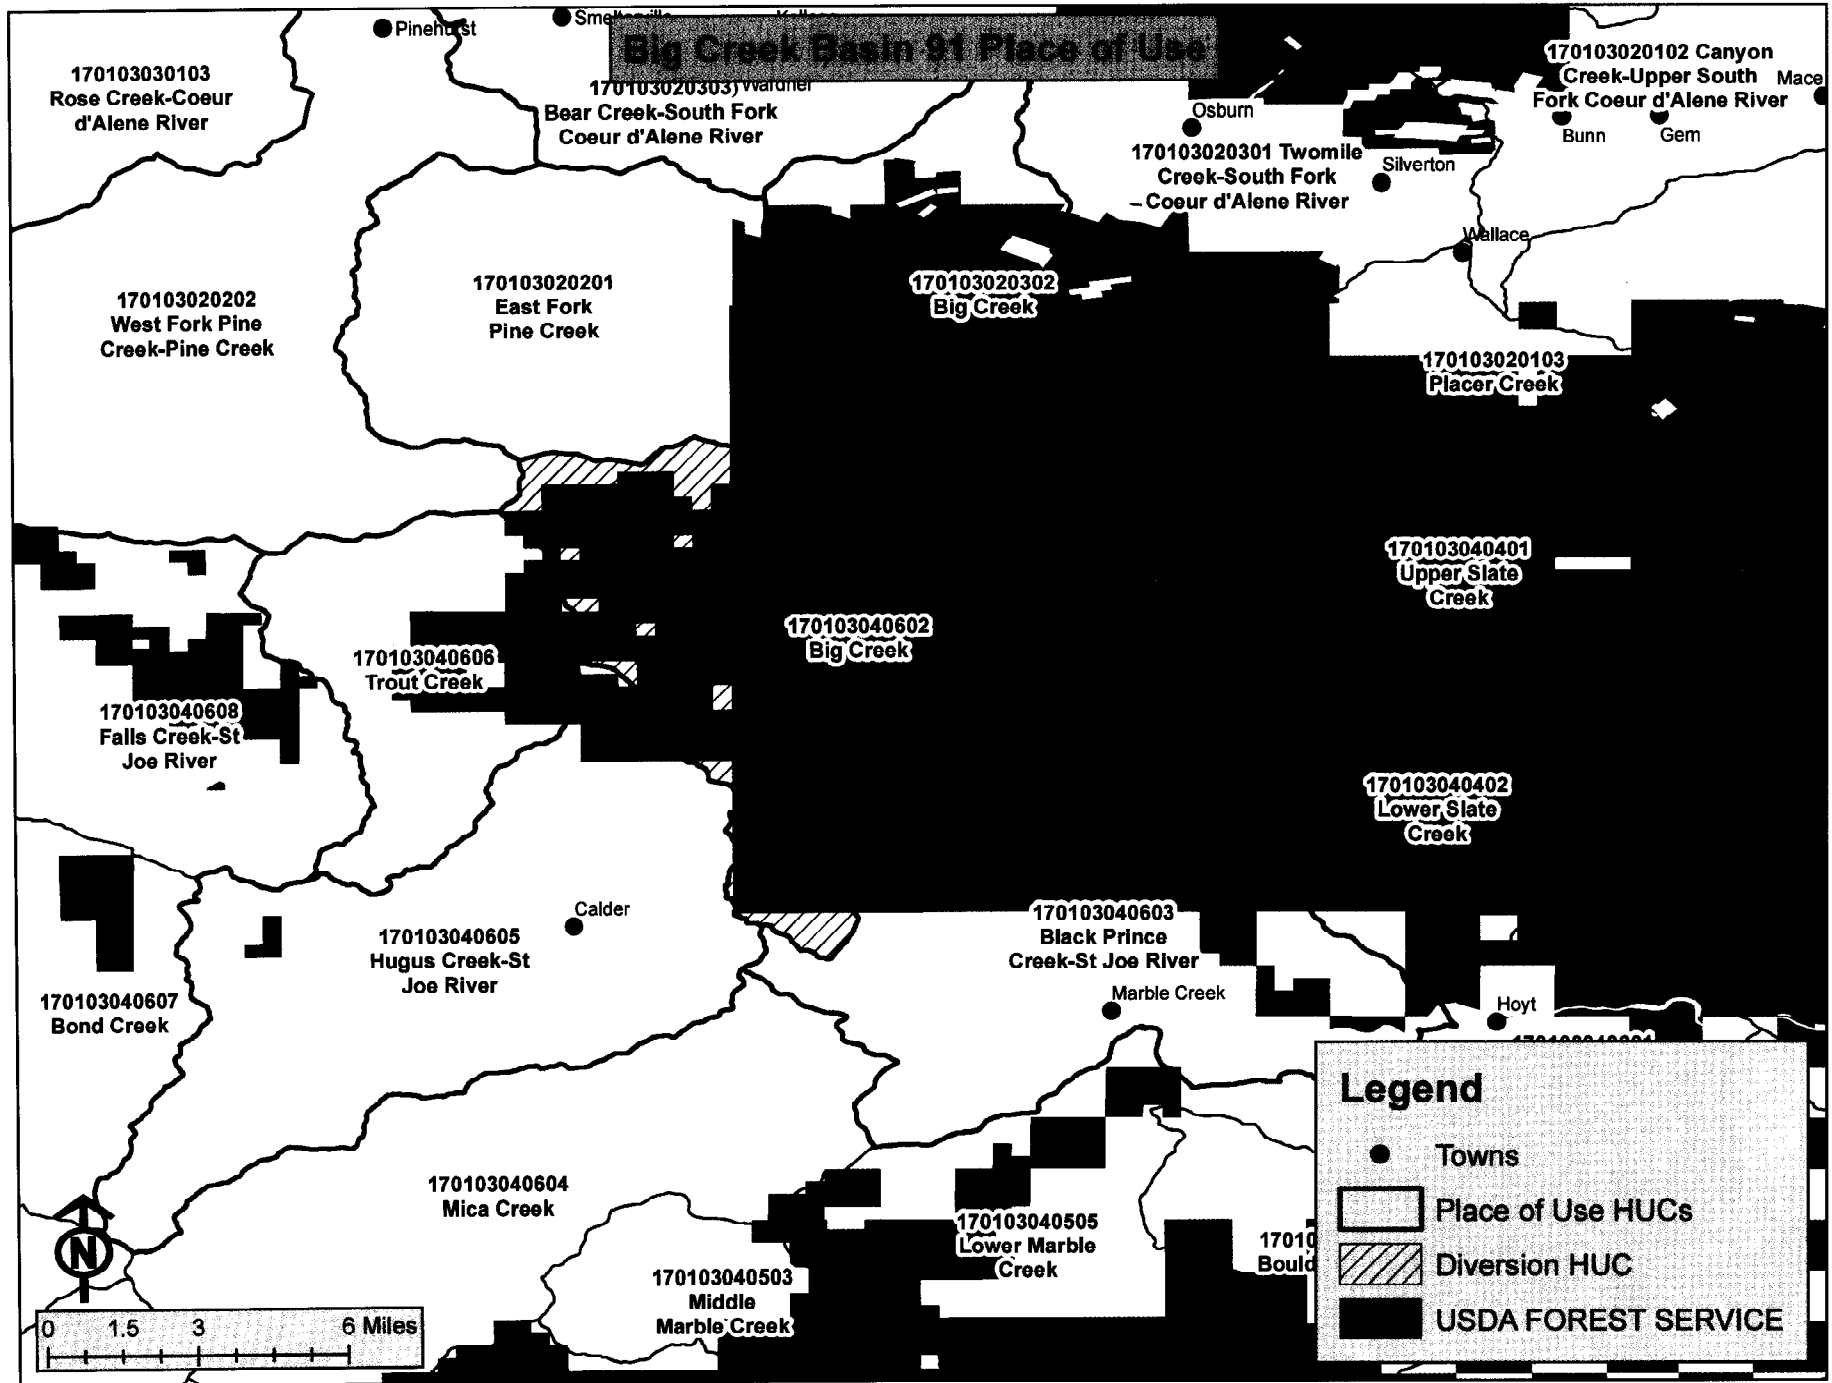 Pinehurst
Big Creek Basin 91 Place of Use
170103030103
Rose Creek-Coeur
d'Alene River
170103020303)
Wardner
Bear Creek-South Fork
Coeur d'Alene River
170103020102 Canyon
Creek-Upper South
Fork Coeur d'Alene River
Mace
Bunn
Gem
Osburn
170103020301 Twomile
Creek-South Fork
Coeur d'Alene River
Silverton
Wallace
170103020202
West Fork Pine
Creek-Pine Creek
170103020201
East Fork
Pine Creek
170103020302
Big Creek
170103020103
Placer Creek
170103040401
Upper Slate
Creek
170103040602
Big Creek
170103040606
Trout Creek
170103040608
Falls Creek-St
Joe River
170103040402
Lower Slate
Creek
Calder
170103040605
Hugus Creek-St
Joe River
170103040603
Black Prince
Creek-St Joe River
Marble Creek
Hoyt
170103040607
Bond Creek
170103040604
Mica Creek
170103040505
Lower Marble
Creek
170103040503
Middle
Marble Creek
17010
Bould
N
0 1.5 3 6 Miles
Legend
Towns
Place of Use HUCs
Diversion HUC
USDA FOREST SERVICE